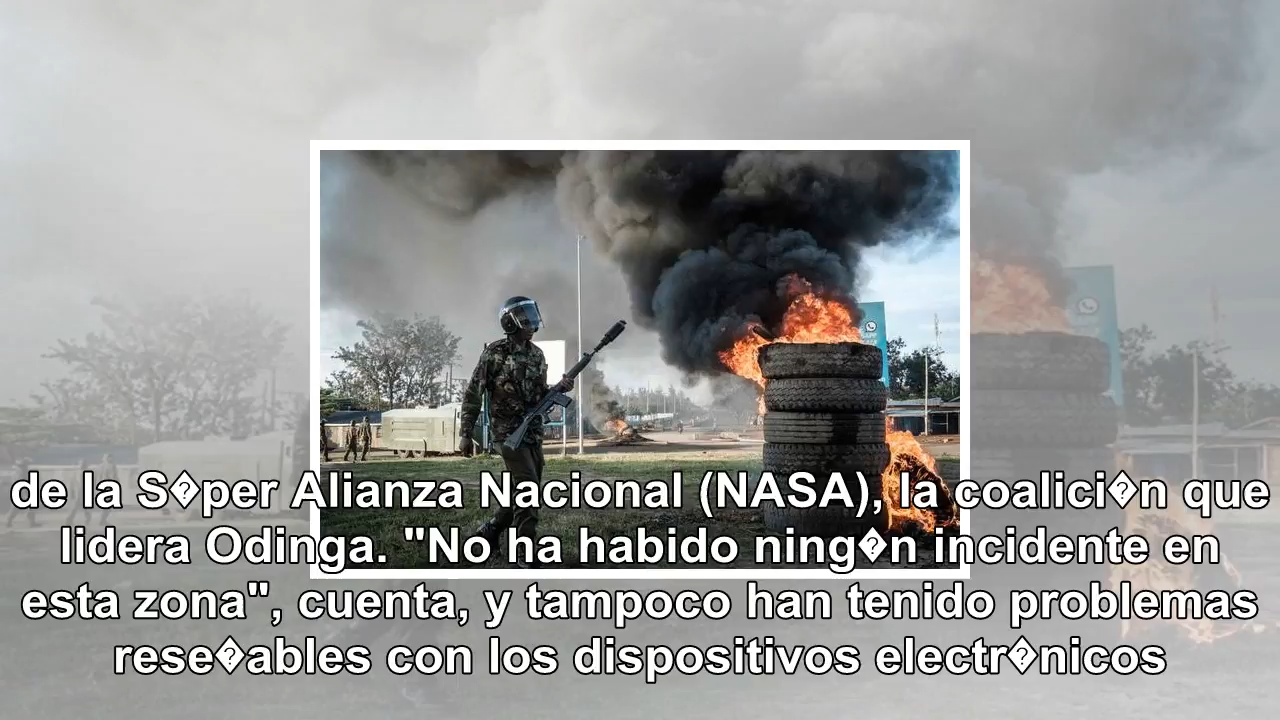 de la S�per Alianza Nacional (NASA), la coalici�n que
lidera Odinga. "No ha habido ning�n incidente en
esta zona", cuenta, y tampoco han tenido problemas
rese�ables con los dispositivos electr�nicos